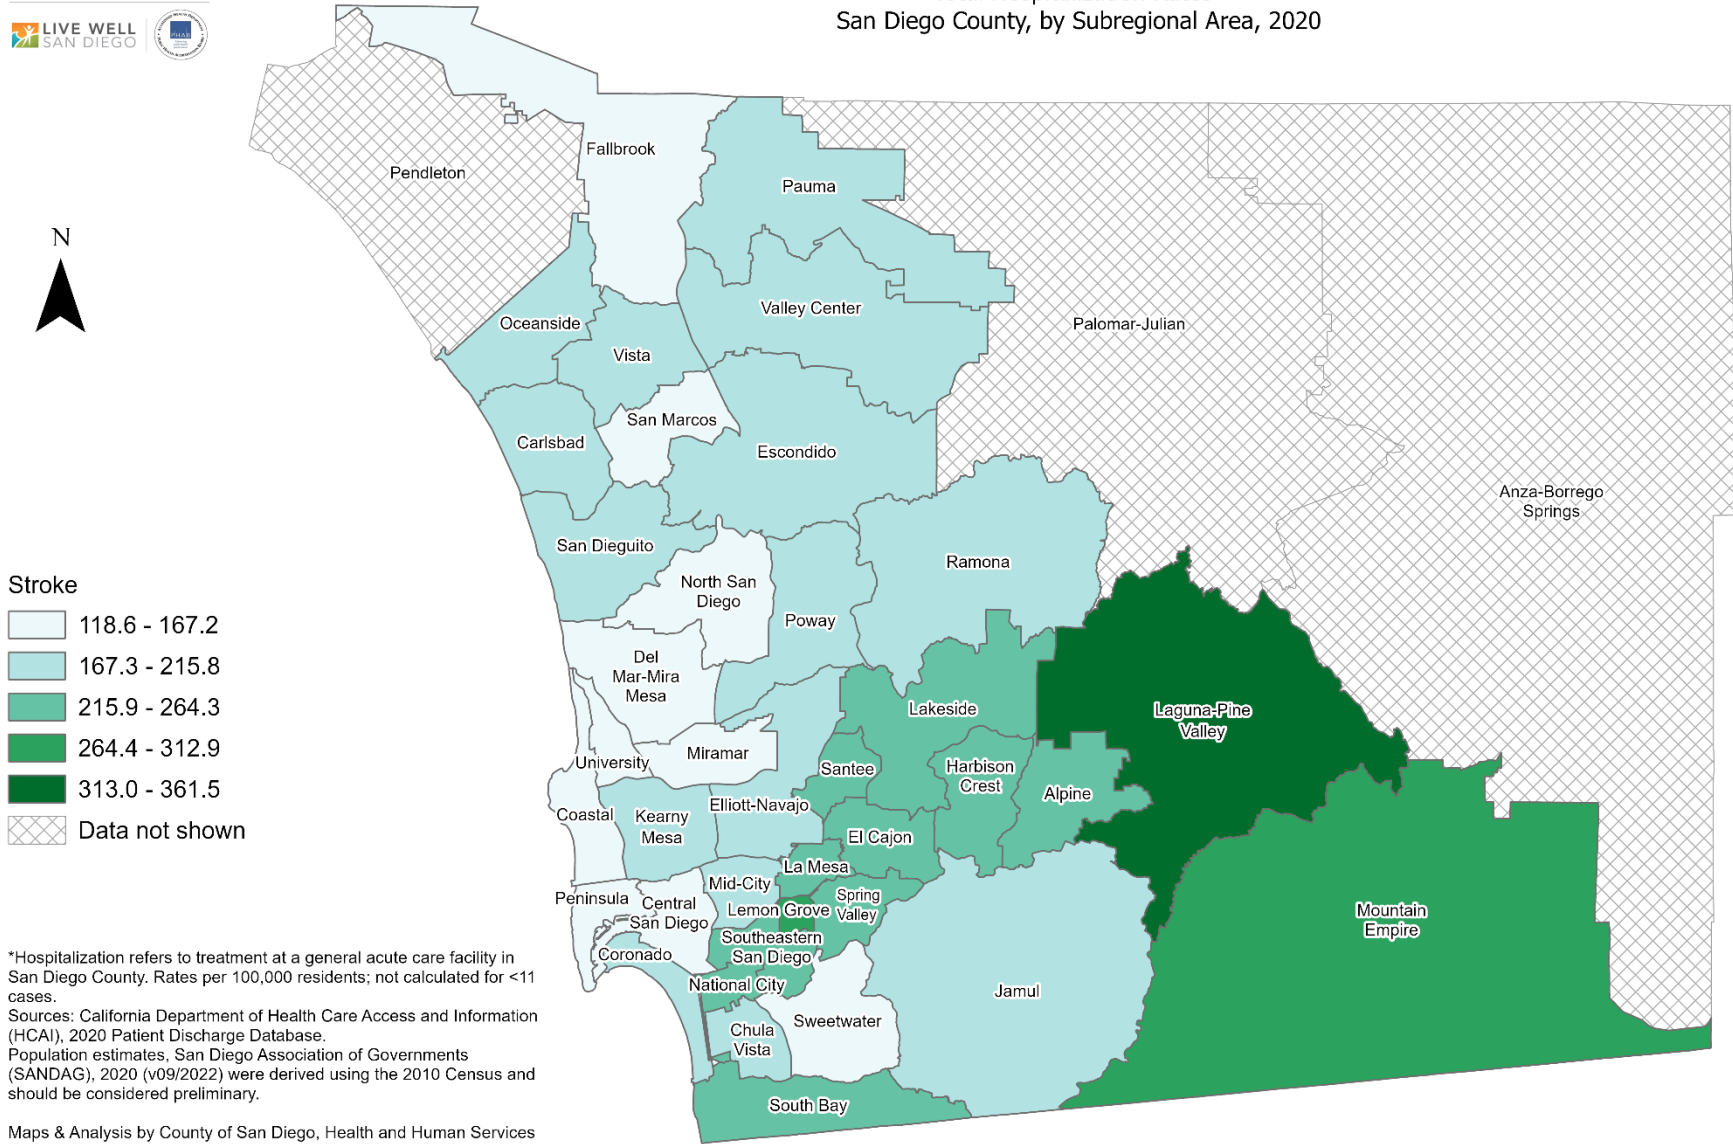 San Diego County, by Subregional Area, 2020
LIVE WELL
SAN DIEGO
PHAB
N
Fallbrook
Pendleton
Pauma
Valley Center
Oceanside
Palomar-Julian
Vista
San Marcos
Carlsbad
Escondido
Anza-Borrego
Springs
San Dieguito
Ramona
North San
Diego
Poway
Del
Mar-Mira
Mesa
Lakeside
Laguna-Pine
Valley
Miramar
University
Santee
Harbison
Crest
Alpine
Elliott-Navajo
Coastal
Kearny
Mesa
El Cajon
La Mesa
Mid-City
Peninsula
Central
San Diego
Spring
Valley
Lemon Grove
Mountain
Empire
Southeastern
San Diego
Coronado
National City
Jamul
Sweetwater
Chula
Vista
South Bay
Stroke
118.6 - 167.2
167.3 - 215.8
215.9 - 264.3
264.4 - 312.9
313.0 - 361.5
Data not shown
*Hospitalization refers to treatment at a general acute care facility in
San Diego County. Rates per 100,000 residents; not calculated for <11
cases.
Sources: California Department of Health Care Access and Information
(HCAI), 2020 Patient Discharge Database.
Population estimates, San Diego Association of Governments
(SANDAG), 2020 (v09/2022) were derived using the 2010 Census and
should be considered preliminary.
Maps & Analysis by County of San Diego, Health and Human Services